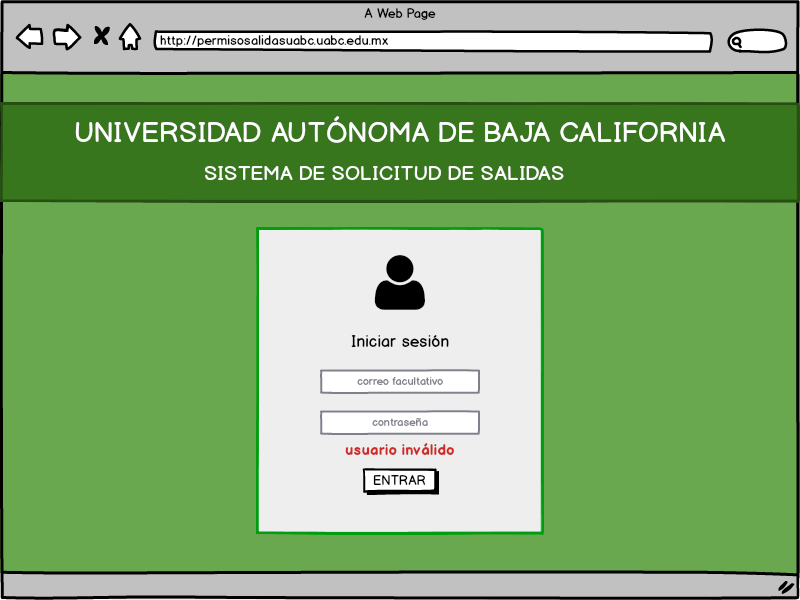 A Web Page
http://permisosalidasuabc.uabc.edu.mx
UNIVERSIDAD AUTÓNOMA DE BAJA CALIFORNIA
SISTEMA DE SOLICITUD DE SALIDAS
Iniciar sesión
correo facultativo
contraseña
usuario inválido
ENTRAR